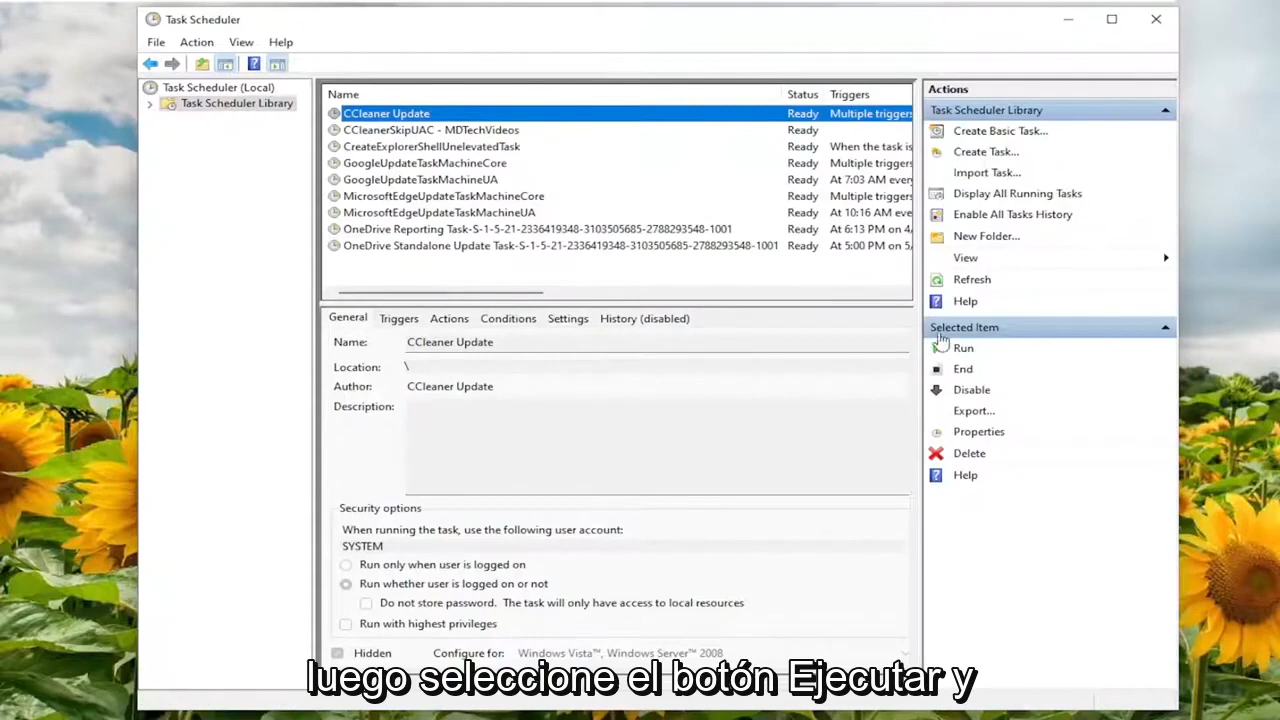 Task Scheduler
File Action View Help
Task Scheduler (Local)
Task Scheduler Library
Name Status Triggers
CCleaner Update Ready Multiple triggers
CCleanerSkipUAC - MDTechVideos Ready
CreateExplorerShellUnelevatedTask Ready When the task is
GoogleUpdateTaskMachineCore Ready Multiple triggers
GoogleUpdateTaskMachineUA Ready At 7:03 AM every
MicrosoftEdgeUpdateTaskMachineCore Ready Multiple triggers
MicrosoftEdgeUpdateTaskMachineUA Ready At 10:16 AM eve
OneDrive Reporting Task-S-1-5-21-2336419348-3103505685-2788293548-1001 Ready At 6:13 PM on 4/
OneDrive Standalone Update Task-S-1-5-21-2336419348-3103505685-2788293548-1001 Ready At 5:00 PM on 5/
General Triggers Actions Conditions Settings History (disabled)
Name: CCleaner Update
Location: \
Author: CCleaner Update
Description:
Security options
When running the task, use the following user account:
SYSTEM
Run only when user is logged on
Run whether user is logged on or not
Do not store password. The task will only have access to local resources
Run with highest privileges
Hidden Configure for: Windows Vista™, Windows Server™ 2008
Actions
Task Scheduler Library
Create Basic Task...
Create Task...
Import Task...
Display All Running Tasks
Enable All Tasks History
New Folder...
View
Refresh
Help
Selected Item
Run
End
Disable
Export...
Properties
Delete
Help
luego seleccione el botón Ejecutar y